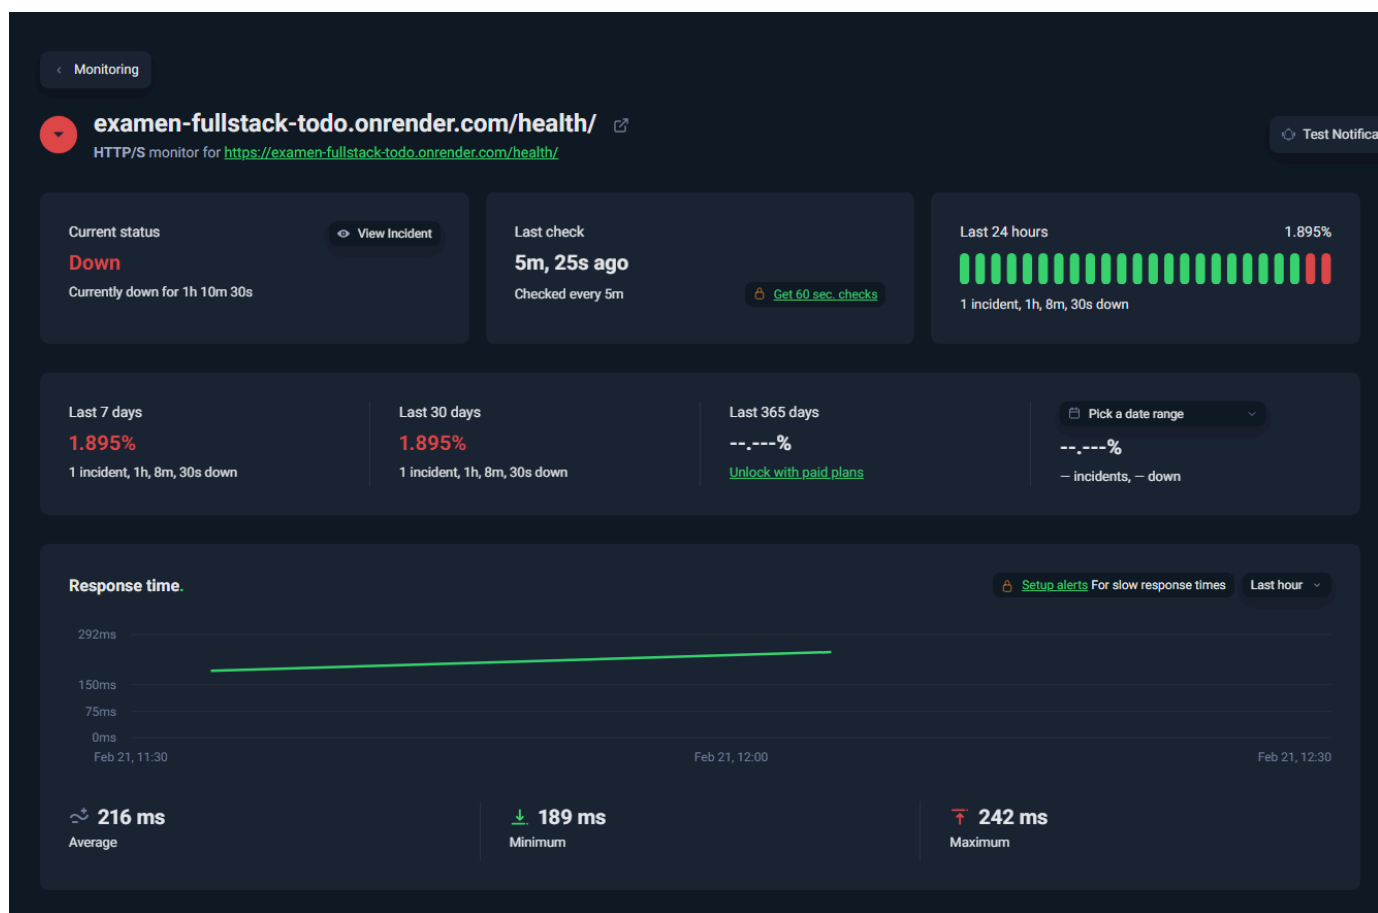 Monitoring
examen-fullstack-todo.onrender.com/health/
HTTP/S monitor for https://examen-fullstack-todo.onrender.com/health/
Test Notifica
Current status
View Incident
Down
Currently down for 1h 10m 30s
Last check
5m, 25s ago
Checked every 5m
Get 60 sec. checks
Last 24 hours
1.895%
1 incident, 1h, 8m, 30s down
Last 7 days
1.895%
1 incident, 1h, 8m, 30s down
Last 30 days
1.895%
1 incident, 1h, 8m, 30s down
Last 365 days
--.---%
Unlock with paid plans
Pick a date range
--.---%
— incidents, — down
Response time.
Setup alerts For slow response times
Last hour
292ms
150ms
75ms
0ms
Feb 21, 11:30
Feb 21, 12:00
Feb 21, 12:30
216 ms
Average
189 ms
Minimum
242 ms
Maximum